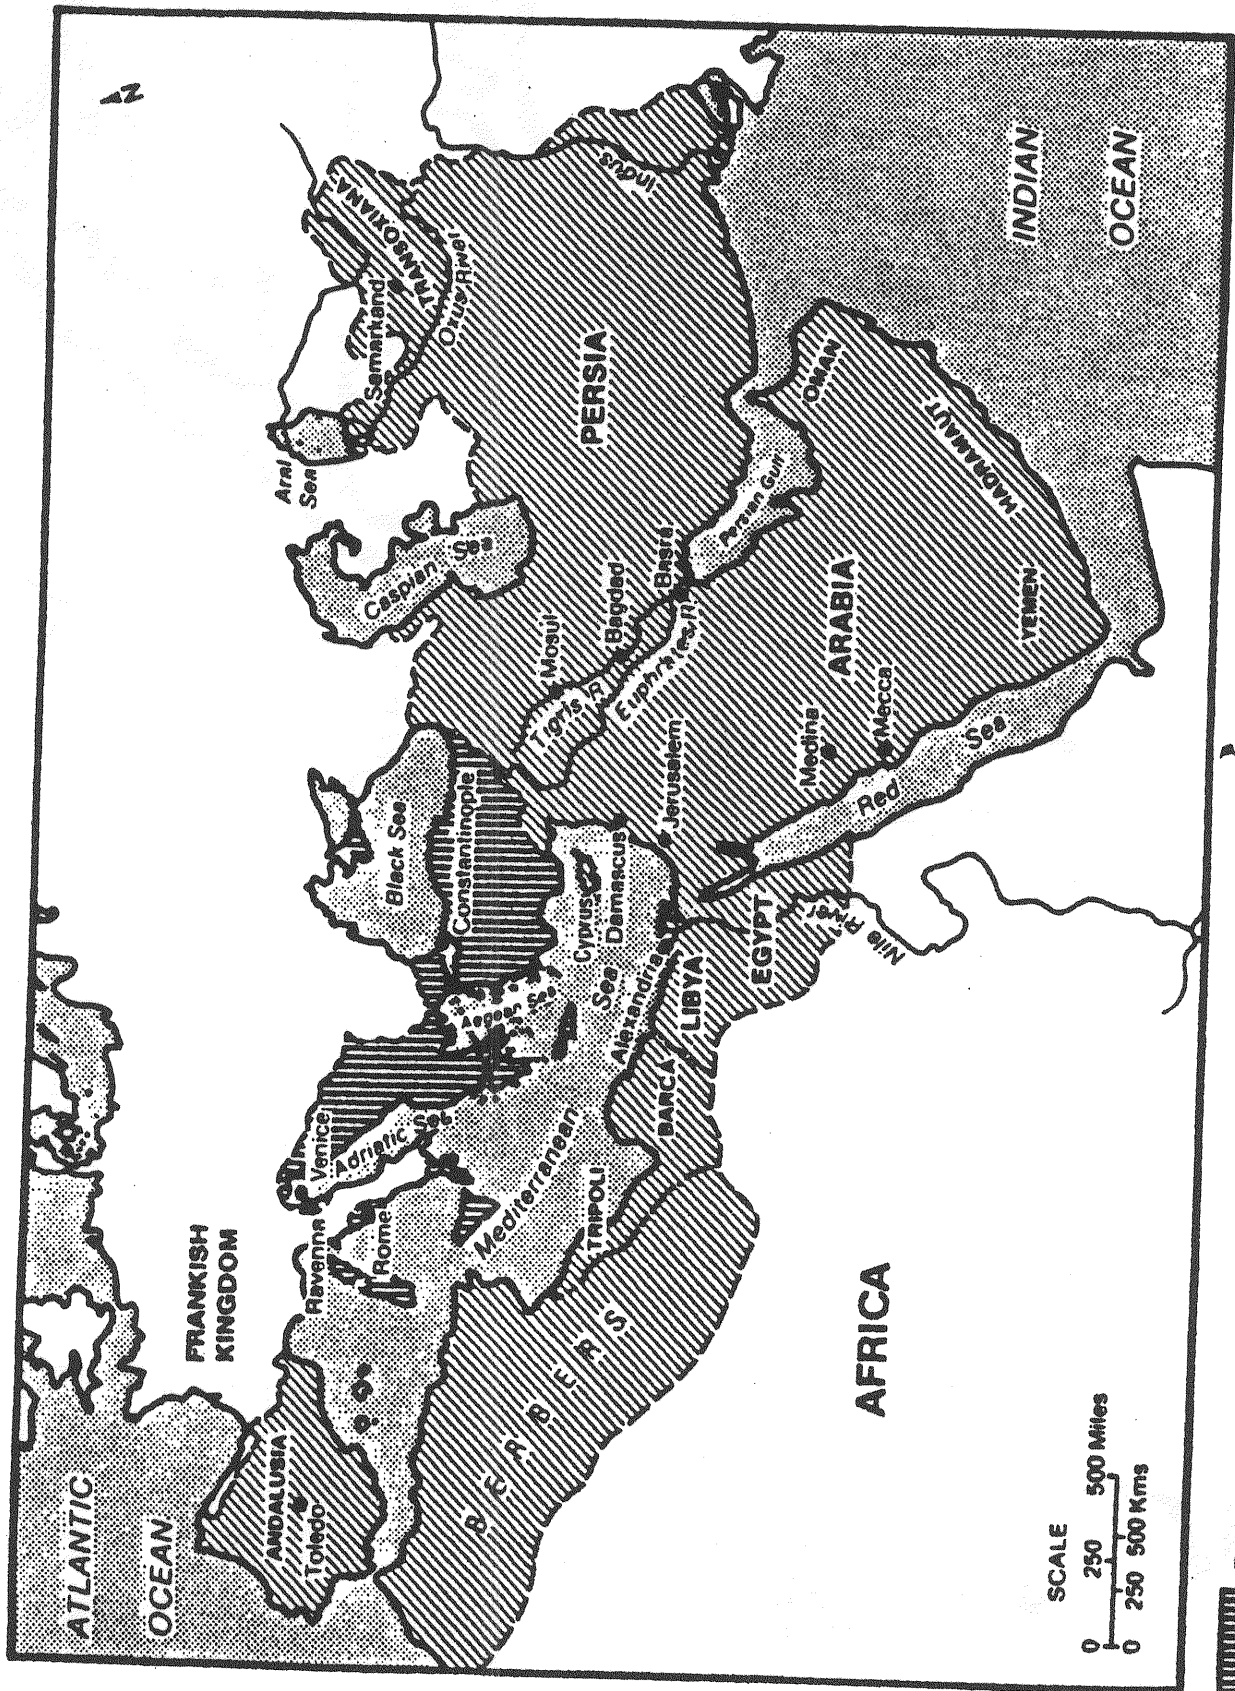 N
ATLANTIC
OCEAN
FRANKISH
KINGDOM
ANDALUSIA
Toledo
Ravenna
Rome
Venice
Adriatic Sea
Black Sea
Constantinople
Aegean Sea
Caspian Sea
Aral
Sea
Samarkand
TRANSOXIANA
Oxus River
Mediterranean Sea
Cyprus
Damascus
Mosul
Tigris R.
Bagdad
Euphrates R.
Basra
PERSIA
Indus
BERBERS
TRIPOLI
BARCA
LIBYA
Alexandria
EGYPT
Nile River
Jeruselem
Medina
Mecca
Red Sea
ARABIA
Persian Gulf
OMAN
HADRAMAUT
YEMEN
AFRICA
INDIAN
OCEAN
SCALE
0 250 500 Miles
0 250 500 Kms